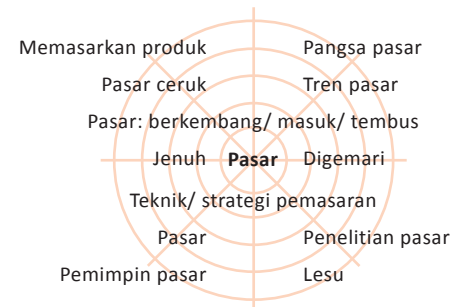 Memasarkan produk Pangsa pasar
Pasar ceruk Tren pasar
Pasar: berkembang/ masuk/ tembus
Jenuh Pasar Digemari
Teknik/ strategi pemasaran
Pasar Penelitian pasar
Pemimpin pasar Lesu